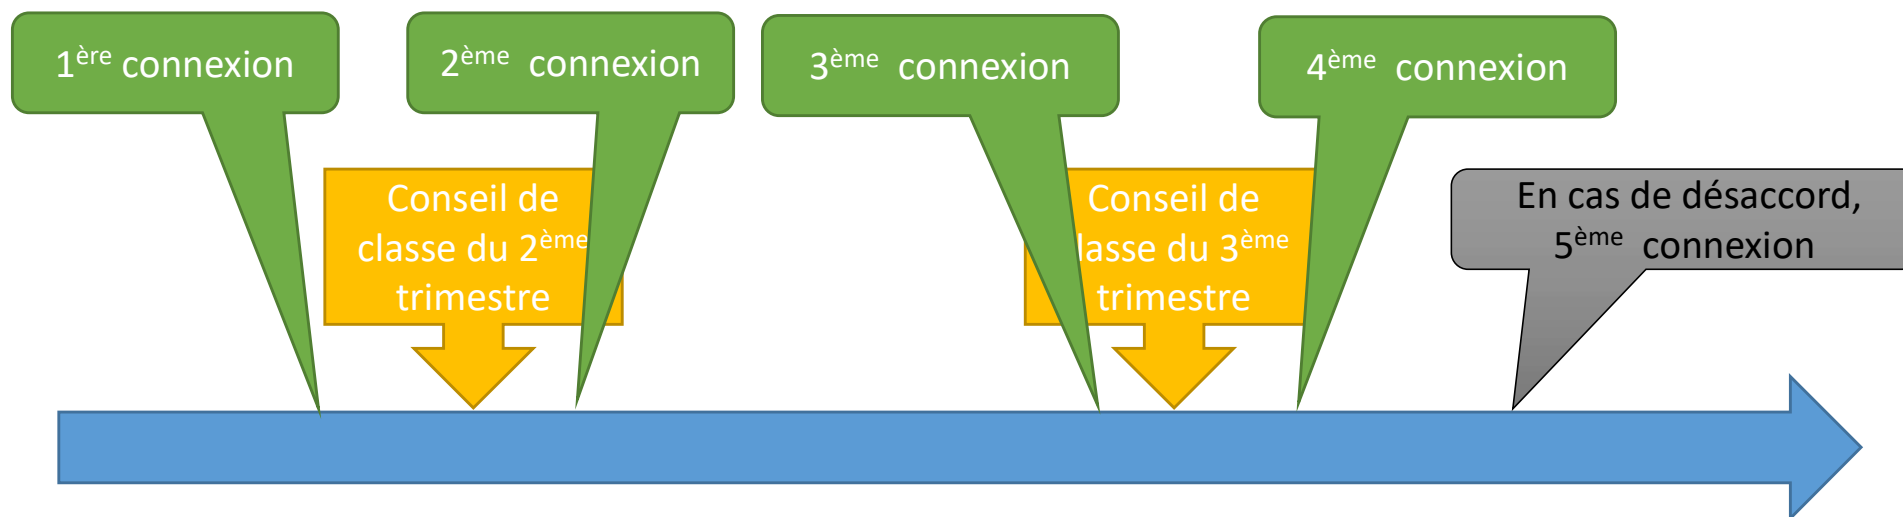 1ère connexion
2ème connexion
3ème connexion
4ème connexion
Conseil de
classe du 2ème
trimestre
Conseil de
lasse du 3ème
trimestre
En cas de désaccord,
5ème connexion